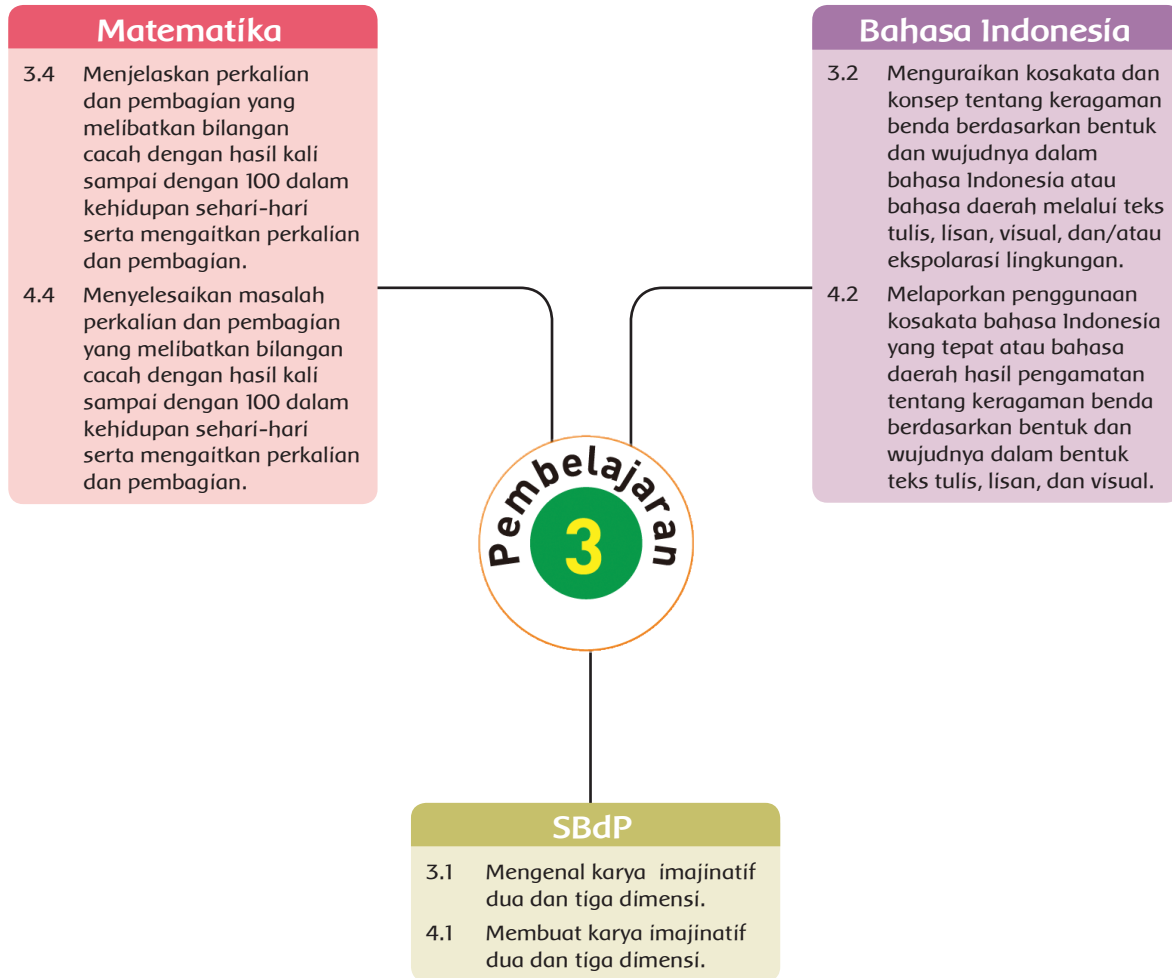 Matematika
3.4 Menjelaskan perkalian
dan pembagian yang
melibatkan bilangan
cacah dengan hasil kali
sampai dengan 100 dalam
kehidupan sehari-hari
serta mengaitkan perkalian
dan pembagian.
4.4 Menyelesaikan masalah
perkalian dan pembagian
yang melibatkan bilangan
cacah dengan hasil kali
sampai dengan 100 dalam
kehidupan sehari-hari
serta mengaitkan perkalian
dan pembagian.
Bahasa Indonesia
3.2 Menguraikan kosakata dan
konsep tentang keragaman
benda berdasarkan bentuk
dan wujudnya dalam
bahasa Indonesia atau
bahasa daerah melalui teks
tulis, lisan, visual, dan/atau
ekspolarasi lingkungan.
4.2 Melaporkan penggunaan
kosakata bahasa Indonesia
yang tepat atau bahasa
daerah hasil pengamatan
tentang keragaman benda
berdasarkan bentuk dan
wujudnya dalam bentuk
teks tulis, lisan, dan visual.
Pembelajaran
3
SBdP
3.1 Mengenal karya imajinatif
dua dan tiga dimensi.
4.1 Membuat karya imajinatif
dua dan tiga dimensi.